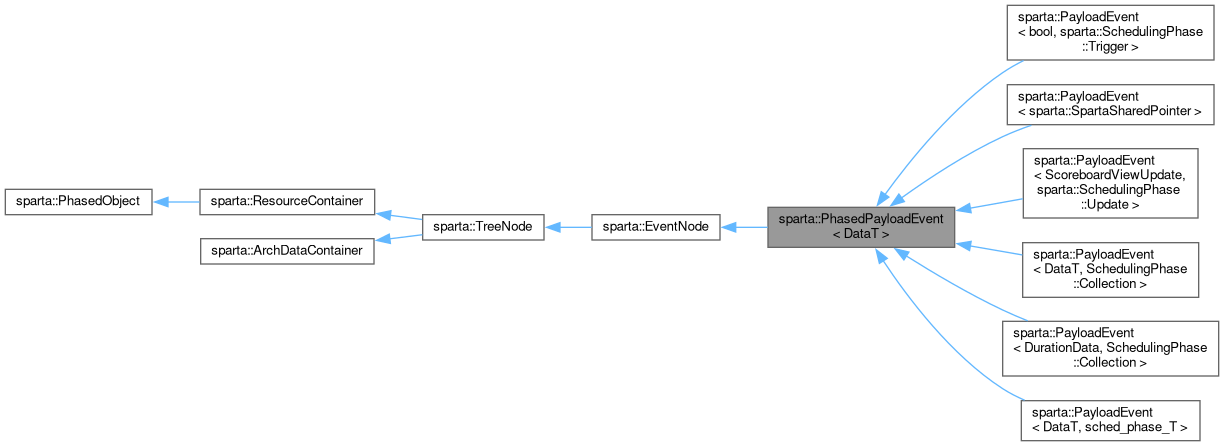 sparta::PhasedObject
sparta::ResourceContainer
sparta::ArchDataContainer
sparta::TreeNode
sparta::EventNode
sparta::PhasedPayloadEvent
< DataT >
sparta::PayloadEvent
< bool, sparta::SchedulingPhase
::Trigger >
sparta::PayloadEvent
< sparta::SpartaSharedPointer >
sparta::PayloadEvent
< ScoreboardViewUpdate,
sparta::SchedulingPhase
::Update >
sparta::PayloadEvent
< DataT, SchedulingPhase
::Collection >
sparta::PayloadEvent
< DurationData, SchedulingPhase
::Collection >
sparta::PayloadEvent
< DataT, sched_phase_T >